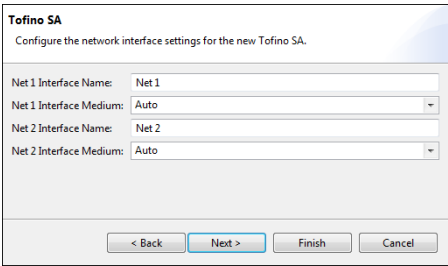 Tofino SA
Configure the network interface settings for the new Tofino SA.
Net 1 Interface Name: Net 1
Net 1 Interface Medium: Auto
Net 2 Interface Name: Net 2
Net 2 Interface Medium: Auto
< Back Next > Finish Cancel